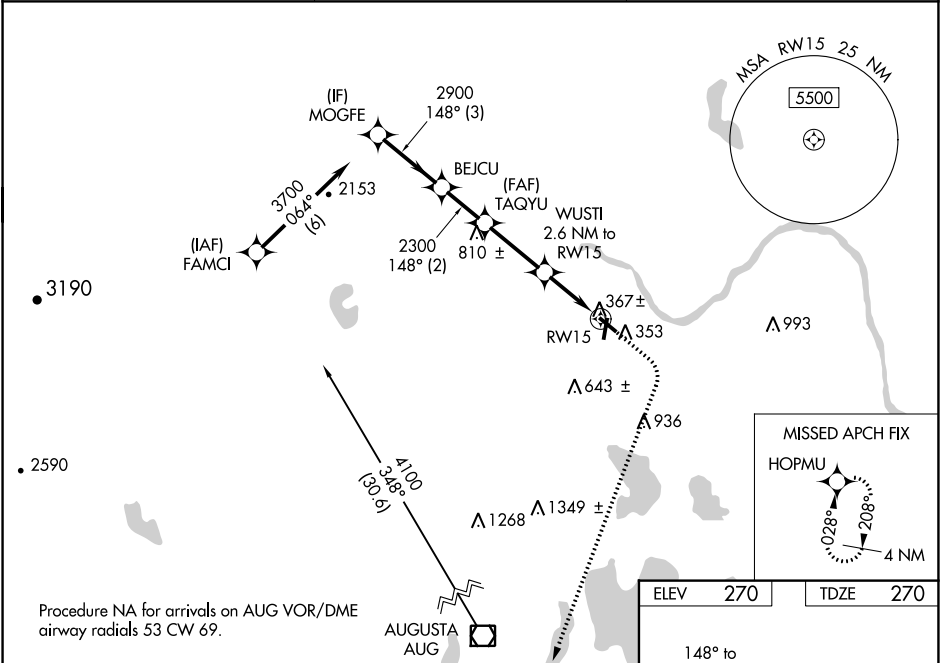 MSA RW15 25 NM
5500
(IF)
MOGFE
2900
148° (3)
BEJCU
(FAF)
TAQYU
3700
064°
(6)
2153
WUSTI
2.6 NM to
RW15
(IAF)
FAMCI
2300
148° (2)
810 ±
3190
367±
RW15
353
993
643 ±
936
MISSED APCH FIX
HOPMU
028°
208°
4 NM
2590
4100
348°
(30.6)
1349 ±
1268
ELEV 270
TDZE 270
Procedure NA for arrivals on AUG VOR/DME
airway radials 53 CW 69.
AUGUSTA
AUG
148° to